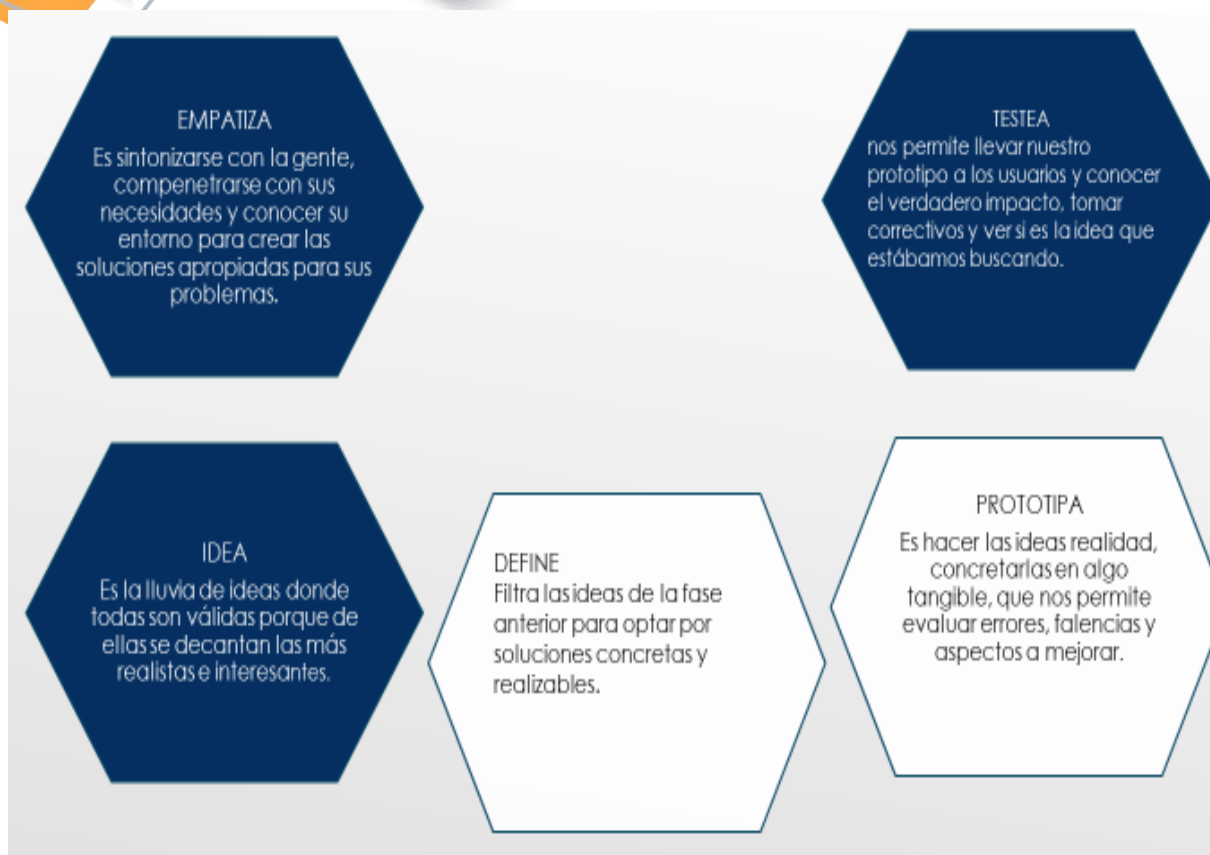 EMPATIZA
Es sintonizarse con la gente,
compenetrarse con sus
necesidades y conocer su
entorno para crear las
soluciones apropiadas para sus
problemas.
IDEA
Es la lluvia de ideas donde
todas son válidas porque de
ellas se decantan las más
realistas e interesantes.
DEFINE
Filtra las ideas de la fase
anterior para optar por
soluciones concretas y
realizables.
PROTOTIPA
Es hacer las ideas realidad,
concretarlas en algo
tangible, que nos permite
evaluar errores, falencias y
aspectos a mejorar.
TESTEA
nos permite llevar nuestro
prototipo a los usuarios y conocer
el verdadero impacto, tomar
correctivos y ver si es la idea que
estábamos buscando.